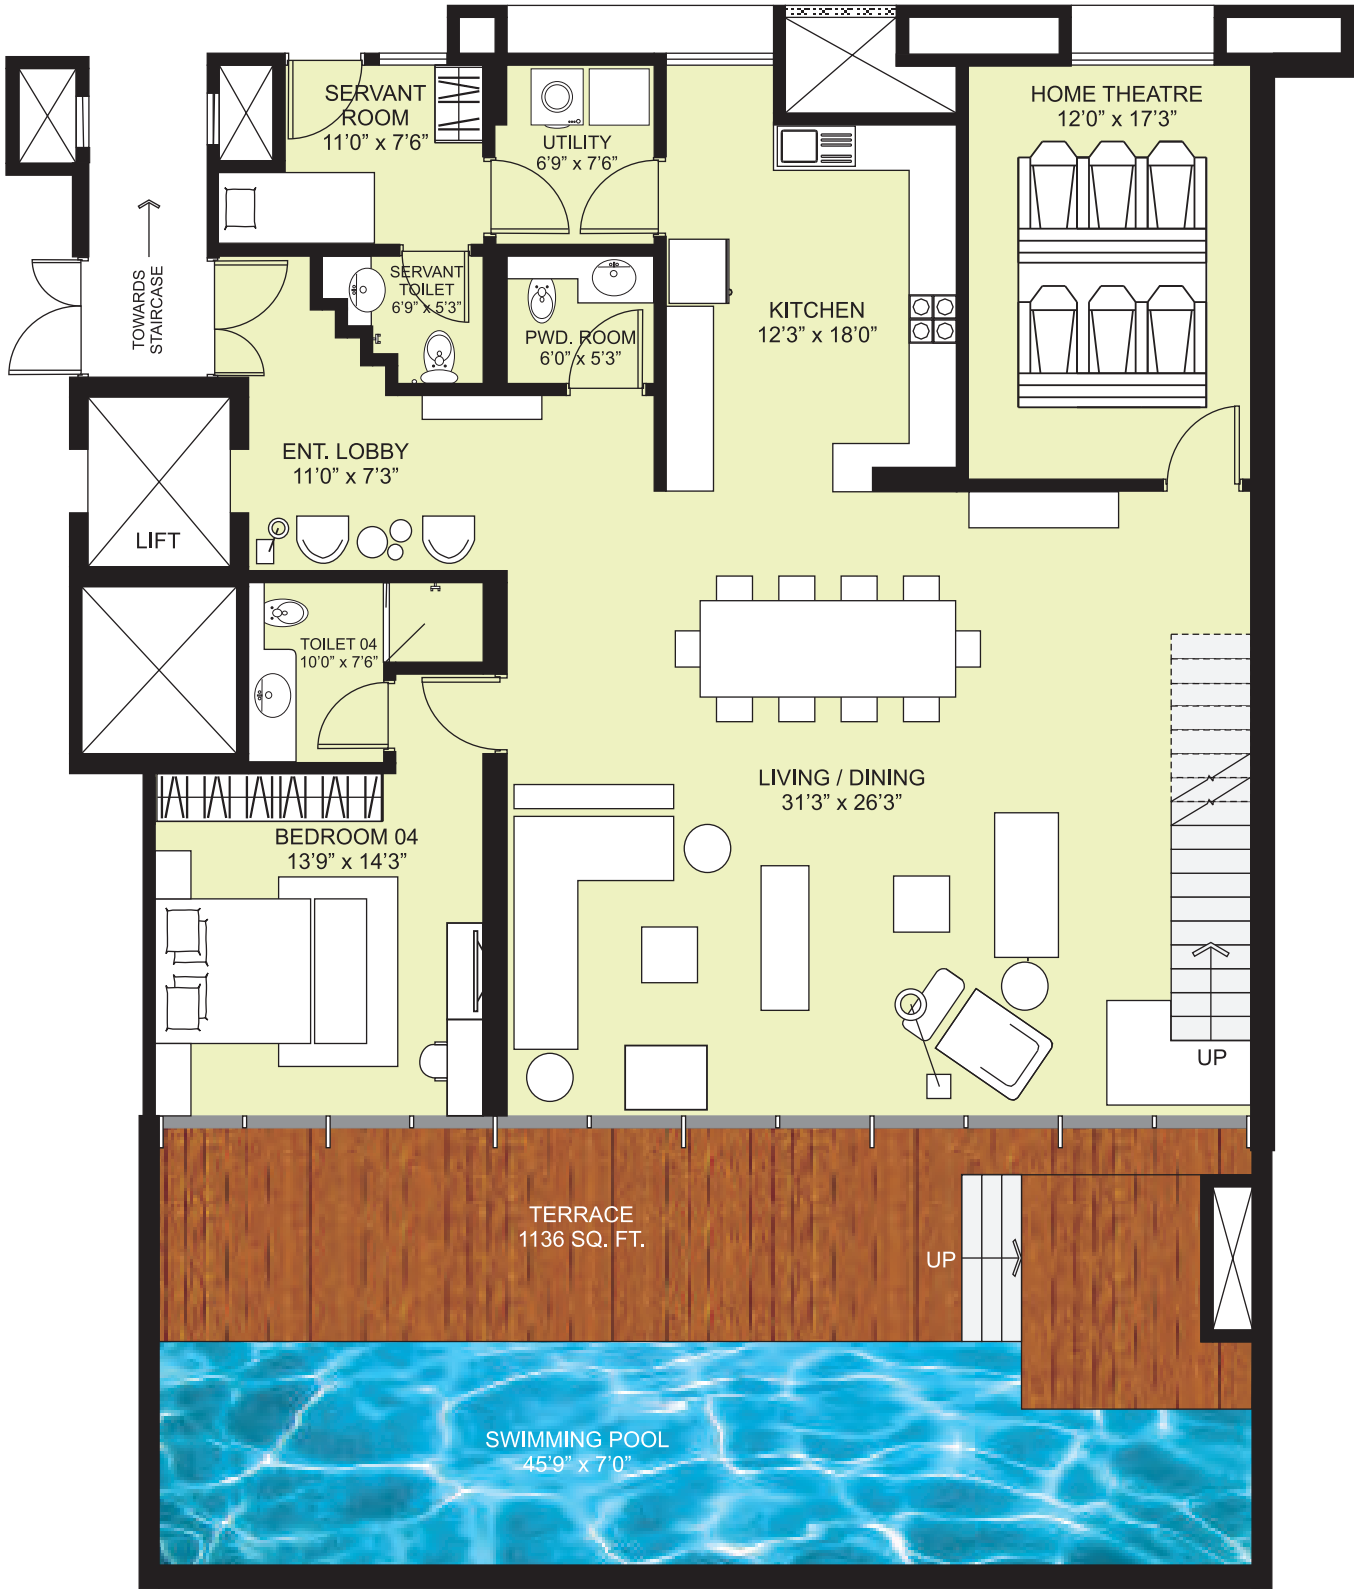 SERVANT
ROOM
11'0" x 7'6"
UTILITY
6'9" x 7'6"
HOME THEATRE
12'0" x 17'3"
TOWARDS
STAIRCASE
SERVANT
TOILET
6'9" x 5'3"
PWD. ROOM
6'0" x 5'3"
KITCHEN
12'3" x 18'0"
ENT. LOBBY
11'0" x 7'3"
LIFT
TOILET 04
10'0" x 7'6"
LIVING / DINING
31'3" x 26'3"
BEDROOM 04
13'9" x 14'3"
UP
TERRACE
1136 SQ. FT.
UP
SWIMMING POOL
45'9" x 7'0"